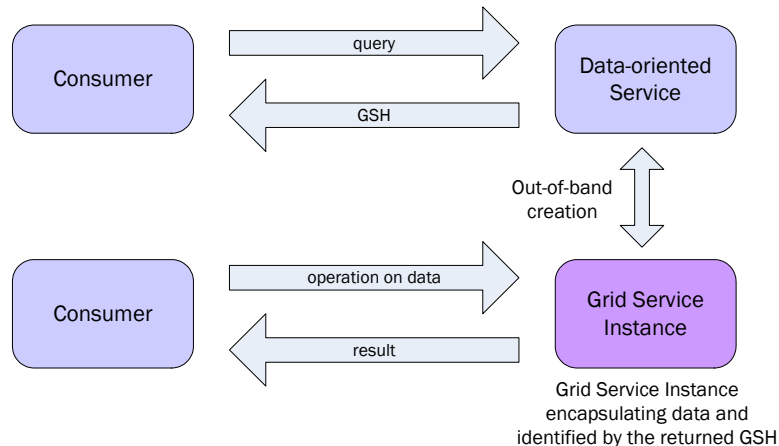 query
Consumer
Data-oriented
Service
GSH
Out-of-band
creation
operation on data
Consumer
Grid Service
Instance
result
Grid Service Instance
encapsulating data and
identified by the returned GSH